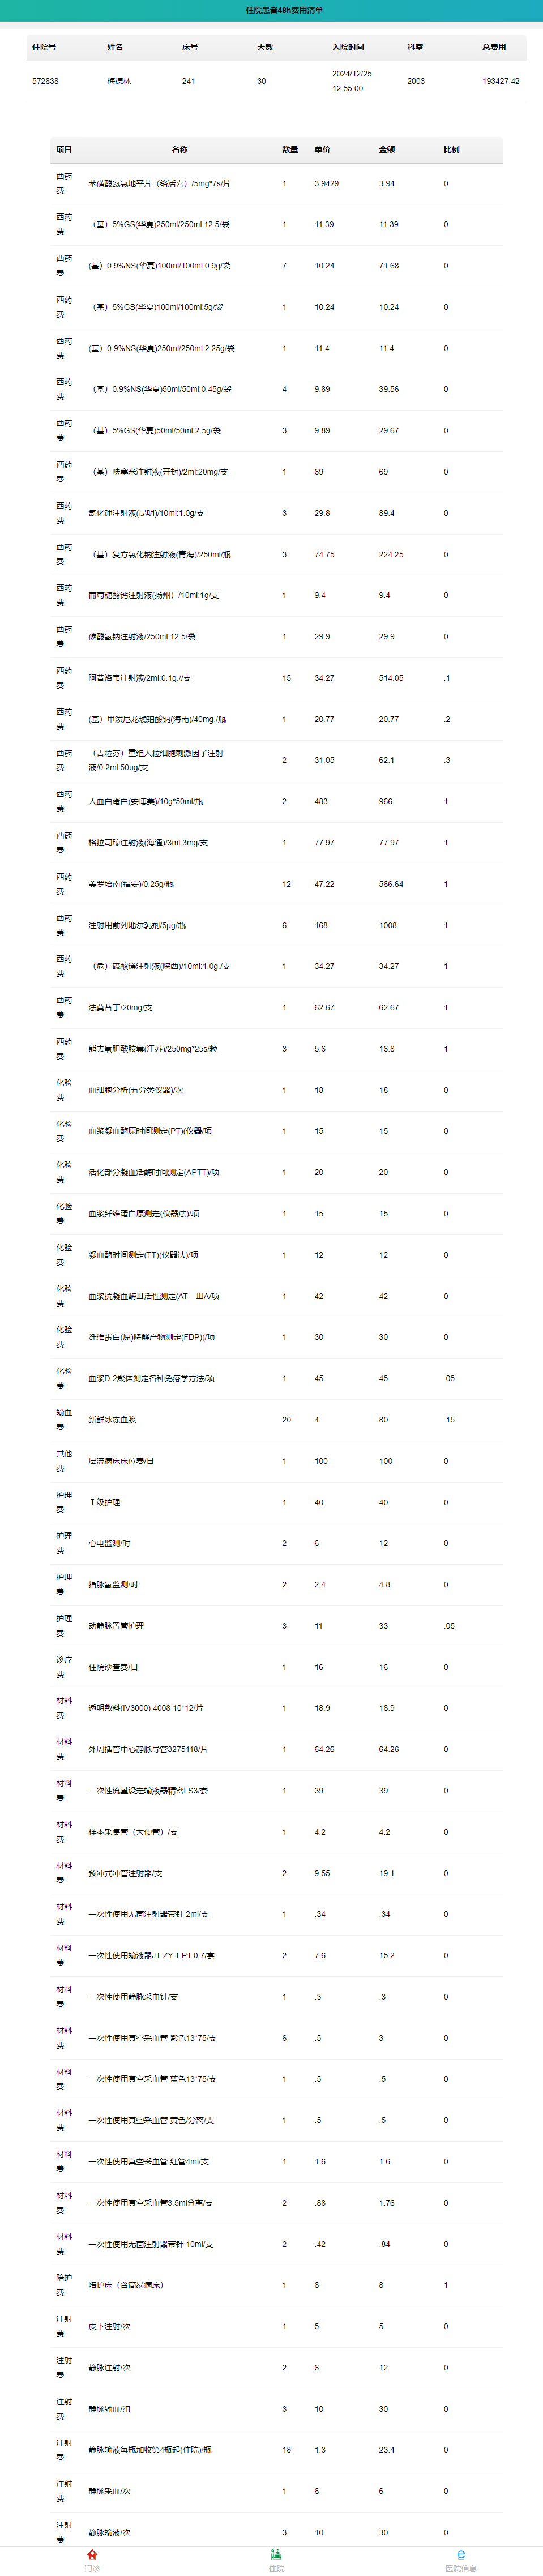 住院患者48h费用清单
住院号 姓名 床号 天数 入院时间 科室 总费用
572838 梅德林 241 30 2024/12/25 12:55:00 2003 193427.42
项目 名称 数量 单价 金额 比例
西药费 苯磺酸氨氯地平片（络活喜）/5mg*7s/片 1 3.9429 3.94 0
西药费 （基）5%GS(华夏)250ml/250ml:12.5/袋 1 11.39 11.39 0
西药费 (基）0.9%NS(华夏)100ml/100ml:0.9g/袋 7 10.24 71.68 0
西药费 （基）5%GS(华夏)100ml/100ml:5g/袋 1 10.24 10.24 0
西药费 (基）0.9%NS(华夏)250ml/250ml:2.25g/袋 1 11.4 11.4 0
西药费 （基）0.9%NS(华夏)50ml/50ml:0.45g/袋 4 9.89 39.56 0
西药费 （基）5%GS(华夏)50ml/50ml:2.5g/袋 3 9.89 29.67 0
西药费 （基）呋塞米注射液(开封)/2ml:20mg/支 1 69 69 0
西药费 氯化钾注射液(昆明)/10ml:1.0g/支 3 29.8 89.4 0
西药费 （基）复方氯化钠注射液(青海)/250ml/瓶 3 74.75 224.25 0
西药费 葡萄糖酸钙注射液(扬州）/10ml:1g/支 1 9.4 9.4 0
西药费 碳酸氢钠注射液/250ml:12.5/袋 1 29.9 29.9 0
西药费 阿昔洛韦注射液/2ml:0.1g.//支 15 34.27 514.05 .1
西药费 (基）甲泼尼龙琥珀酸钠(海南)/40mg./瓶 1 20.77 20.77 .2
西药费 （吉粒芬）重组人粒细胞刺激因子注射液/0.2ml:50ug/支 2 31.05 62.1 .3
西药费 人血白蛋白(安博美)/10g*50ml/瓶 2 483 966 1
西药费 格拉司琼注射液(海通)/3ml:3mg/支 1 77.97 77.97 1
西药费 美罗培南(福安)/0.25g/瓶 12 47.22 566.64 1
西药费 注射用前列地尔乳剂/5μg/瓶 6 168 1008 1
西药费 （危）硫酸镁注射液(陕西)/10ml:1.0g./支 1 34.27 34.27 1
西药费 法莫替丁/20mg/支 1 62.67 62.67 1
西药费 熊去氧胆酸胶囊(江苏)/250mg*25s/粒 3 5.6 16.8 1
化验费 血细胞分析(五分类仪器)/次 1 18 18 0
化验费 血浆凝血酶原时间测定(PT)(仪器/项 1 15 15 0
化验费 活化部分凝血活酶时间测定(APTT)/项 1 20 20 0
化验费 血浆纤维蛋白原测定(仪器法)/项 1 15 15 0
化验费 凝血酶时间测定(TT)(仪器法)/项 1 12 12 0
化验费 血浆抗凝血酶Ⅲ活性测定(AT—ⅢA/项 1 42 42 0
化验费 纤维蛋白(原)降解产物测定(FDP)(/项 1 30 30 0
化验费 血浆D-2聚体测定各种免疫学方法/项 1 45 45 .05
输血费 新鲜冰冻血浆 20 4 80 .15
其他费 层流病床床位费/日 1 100 100 0
护理费 Ⅰ级护理 1 40 40 0
护理费 心电监测/时 2 6 12 0
护理费 指脉氧监测/时 2 2.4 4.8 0
护理费 动静脉置管护理 3 11 33 .05
诊疗费 住院诊查费/日 1 16 16 0
材料费 透明敷料(IV3000) 4008 10*12/片 1 18.9 18.9 0
材料费 外周插管中心静脉导管3275118/片 1 64.26 64.26 0
材料费 一次性流量设定输液器精密LS3/套 1 39 39 0
材料费 样本采集管（大便管）/支 1 4.2 4.2 0
材料费 预冲式冲管注射器/支 2 9.55 19.1 0
材料费 一次性使用无菌注射器带针 2ml/支 1 .34 .34 0
材料费 一次性使用输液器JT-ZY-1 P1 0.7/套 2 7.6 15.2 0
材料费 一次性使用静脉采血针/支 1 .3 .3 0
材料费 一次性使用真空采血管 紫色13*75/支 6 .5 3 0
材料费 一次性使用真空采血管 蓝色13*75/支 1 .5 .5 0
材料费 一次性使用真空采血管 黄色/分离/支 1 .5 .5 0
材料费 一次性使用真空采血管 红管4ml/支 1 1.6 1.6 0
材料费 一次性使用真空采血管3.5ml分离/支 2 .88 1.76 0
材料费 一次性使用无菌注射器带针 10ml/支 2 .42 .84 0
陪护费 陪护床（含简易病床） 1 8 8 1
注射费 皮下注射/次 1 5 5 0
注射费 静脉注射/次 2 6 12 0
注射费 静脉输血/组 3 10 30 0
注射费 静脉输液每瓶加收第4瓶起(住院)/瓶 18 1.3 23.4 0
注射费 静脉采血/次 1 6 6 0
注射费 静脉输液/次 3 10 30 0
门诊 住院 医院信息